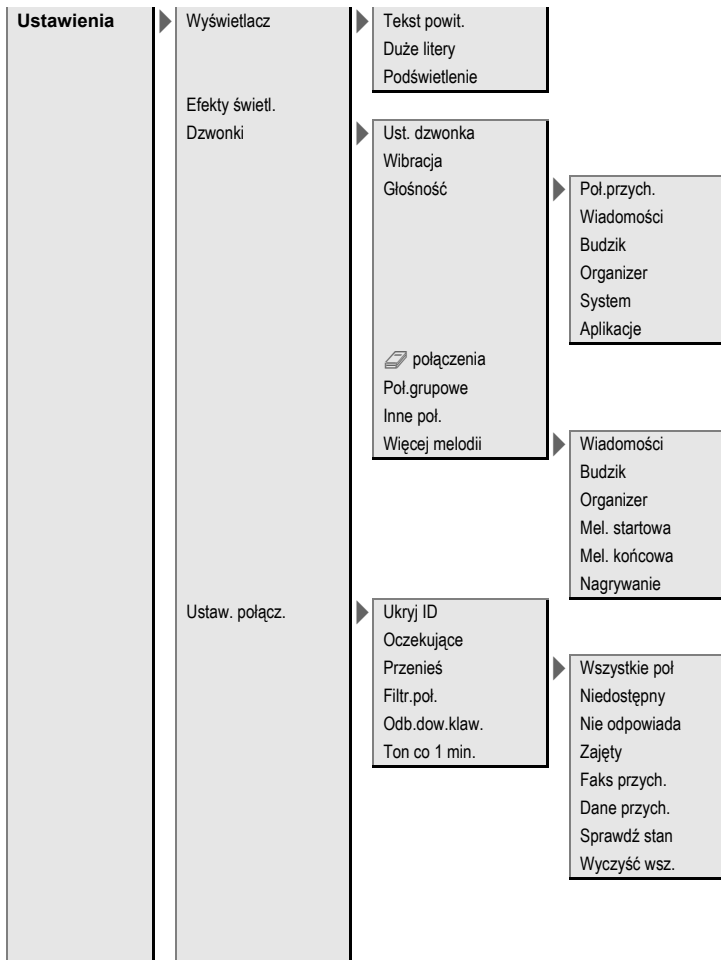 Ustawienia
Wyświetlacz
Tekst powit.
Duże litery
Podświetlenie
Efekty świetl.
Dzwonki
Ust. dzwonka
Wibracja
Głośność
Poł.przych.
Wiadomości
Budzik
Organizer
System
Aplikacje
połączenia
Poł.grupowe
Inne poł.
Więcej melodii
Wiadomości
Budzik
Organizer
Mel. startowa
Mel. końcowa
Nagrywanie
Ustaw. połącz.
Ukryj ID
Oczekujące
Przenieś
Wszystkie poł
Niedostępny
Nie odpowiada
Zajęty
Faks przych.
Dane przych.
Sprawdź stan
Wyczyść wsz.
Filtr.poł.
Odb.dow.klaw.
Ton co 1 min.